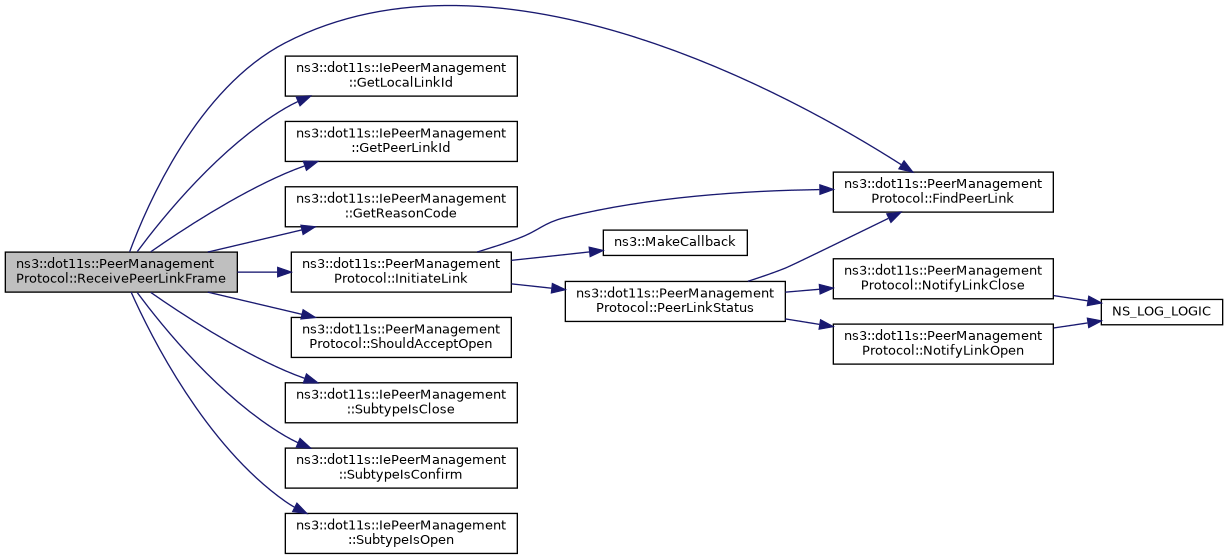 ns3::dot11s::PeerManagement
Protocol::ReceivePeerLinkFrame
ns3::dot11s::IePeerManagement
::GetLocalLinkId
ns3::dot11s::IePeerManagement
::GetPeerLinkId
ns3::dot11s::IePeerManagement
::GetReasonCode
ns3::dot11s::PeerManagement
Protocol::InitiateLink
ns3::dot11s::PeerManagement
Protocol::ShouldAcceptOpen
ns3::dot11s::IePeerManagement
::SubtypeIsClose
ns3::dot11s::IePeerManagement
::SubtypeIsConfirm
ns3::dot11s::IePeerManagement
::SubtypeIsOpen
ns3::MakeCallback
ns3::dot11s::PeerManagement
Protocol::PeerLinkStatus
ns3::dot11s::PeerManagement
Protocol::FindPeerLink
ns3::dot11s::PeerManagement
Protocol::NotifyLinkClose
ns3::dot11s::PeerManagement
Protocol::NotifyLinkOpen
NS_LOG_LOGIC